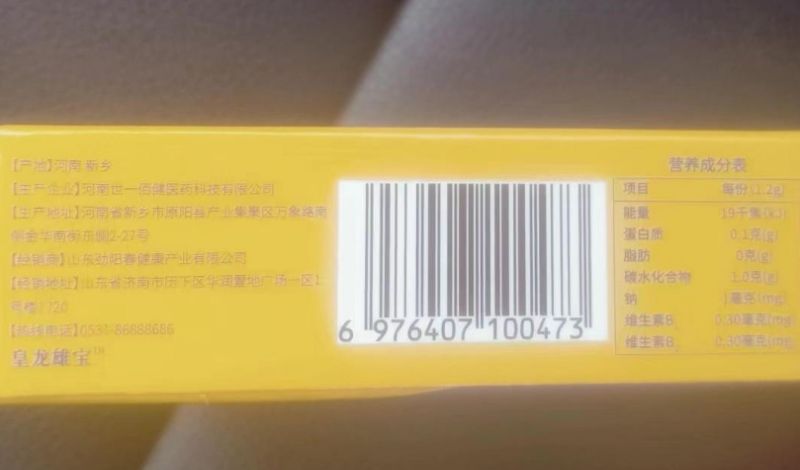 【产地】河南 新乡
【生产企业】河南世一佰健医药科技有限公司
【生产地址】河南省新乡市原阳县产业集聚区万象路南
侧金华南街东侧2-27号
【经销商】山东劲阳春健康产业有限公司
【经销地址】山东省济南市历下区华润置地广场一区1
号楼1720
【热线电话】0531-86888686
皇龙雄宝™
6 976407 100473
营养成分表
项目 每份(1.2g)
能量 19千焦(kJ)
蛋白质 0.1克(g)
脂肪 0克(g)
碳水化合物 1.0克(g)
钠 1毫克(mg)
维生素B 0.30毫克(mg)
维生素B 0.30毫克(mg)